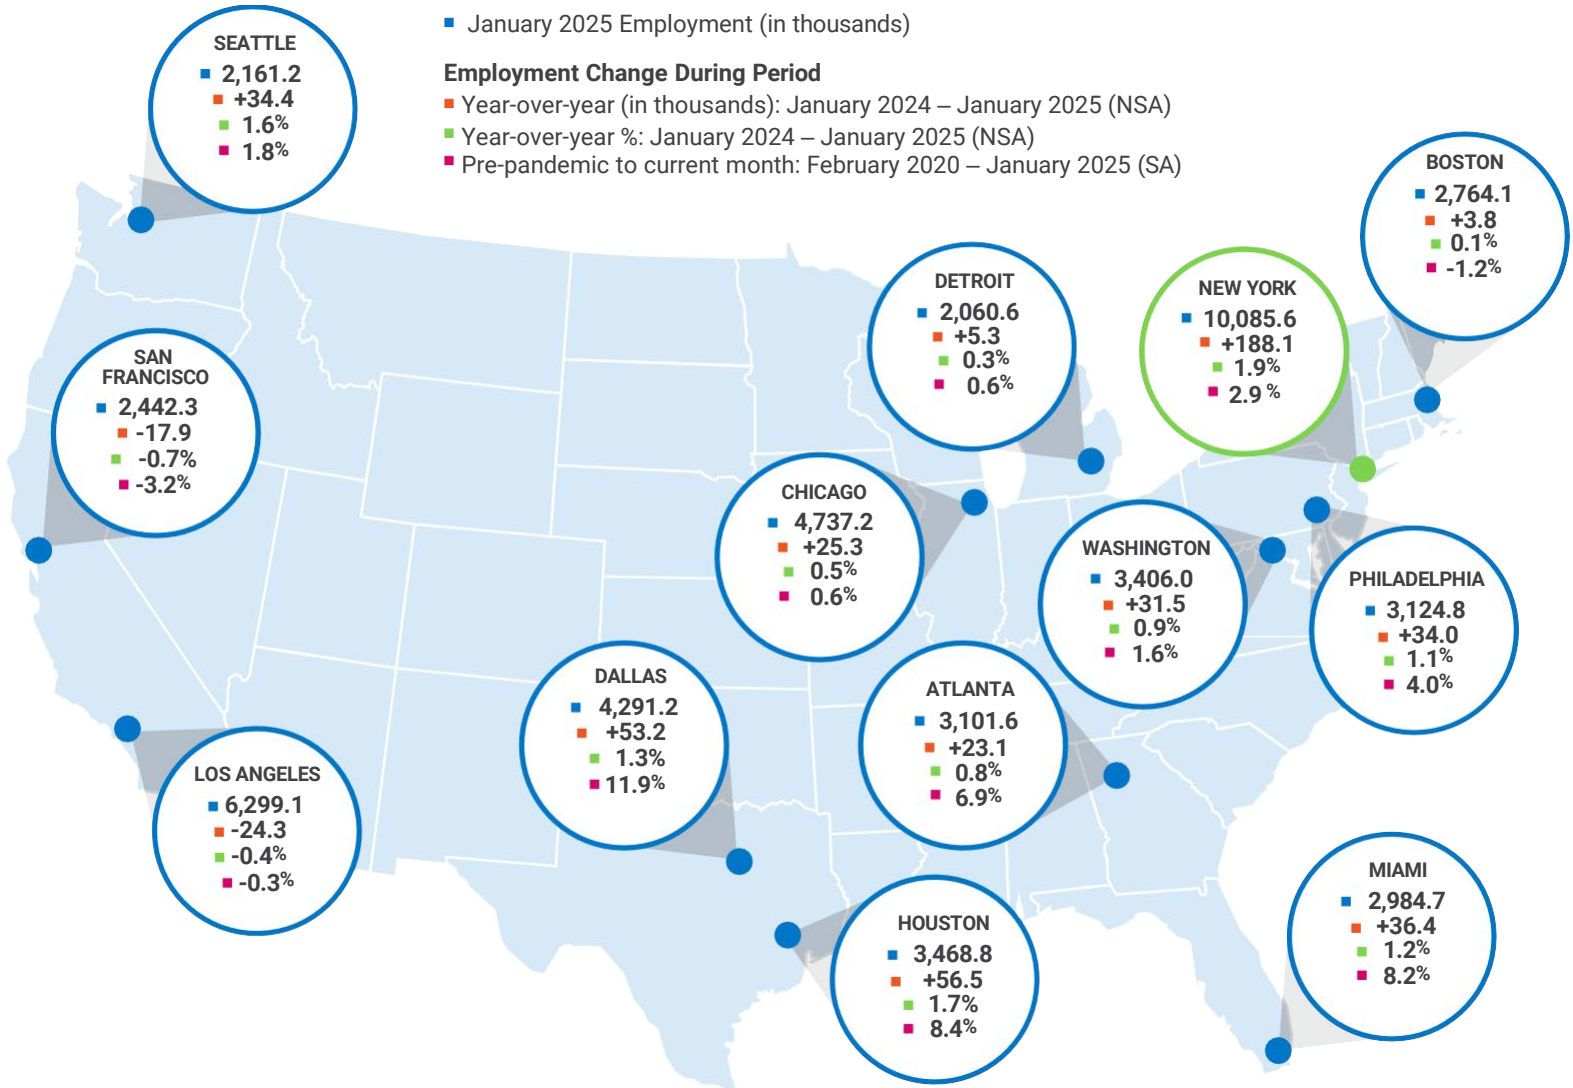 January 2025 Employment (in thousands)
Employment Change During Period
Year-over-year (in thousands): January 2024 – January 2025 (NSA)
Year-over-year %: January 2024 – January 2025 (NSA)
Pre-pandemic to current month: February 2020 – January 2025 (SA)
SEATTLE
2,161.2
+34.4
1.6%
1.8%
BOSTON
2,764.1
+3.8
0.1%
-1.2%
DETROIT
2,060.6
+5.3
0.3%
0.6%
NEW YORK
10,085.6
+188.1
1.9%
2.9 %
SAN
FRANCISCO
2,442.3
-17.9
-0.7%
-3.2%
CHICAGO
4,737.2
+25.3
0.5%
0.6%
WASHINGTON
3,406.0
+31.5
0.9%
1.6%
PHILADELPHIA
3,124.8
+34.0
1.1%
4.0%
DALLAS
4,291.2
+53.2
1.3%
11.9%
ATLANTA
3,101.6
+23.1
0.8%
6.9%
LOS ANGELES
6,299.1
-24.3
-0.4%
-0.3%
HOUSTON
3,468.8
+56.5
1.7%
8.4%
MIAMI
2,984.7
+36.4
1.2%
8.2%